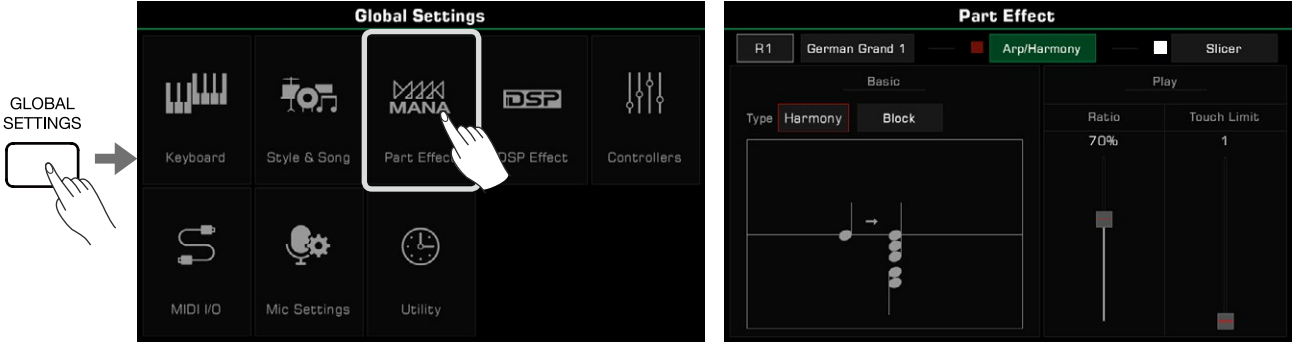 GLOBAL
SETTINGS
Global Settings
MANA
DSP
Keyboard
Style & Song
Part Effect
DSP Effect
Controllers
MIDI I/O
Mic Settings
Utility
Part Effect
R1
German Grand 1
Arp/Harmony
Slicer
Basic
Type
Harmony
Block
Play
Ratio
Touch Limit
70%
1